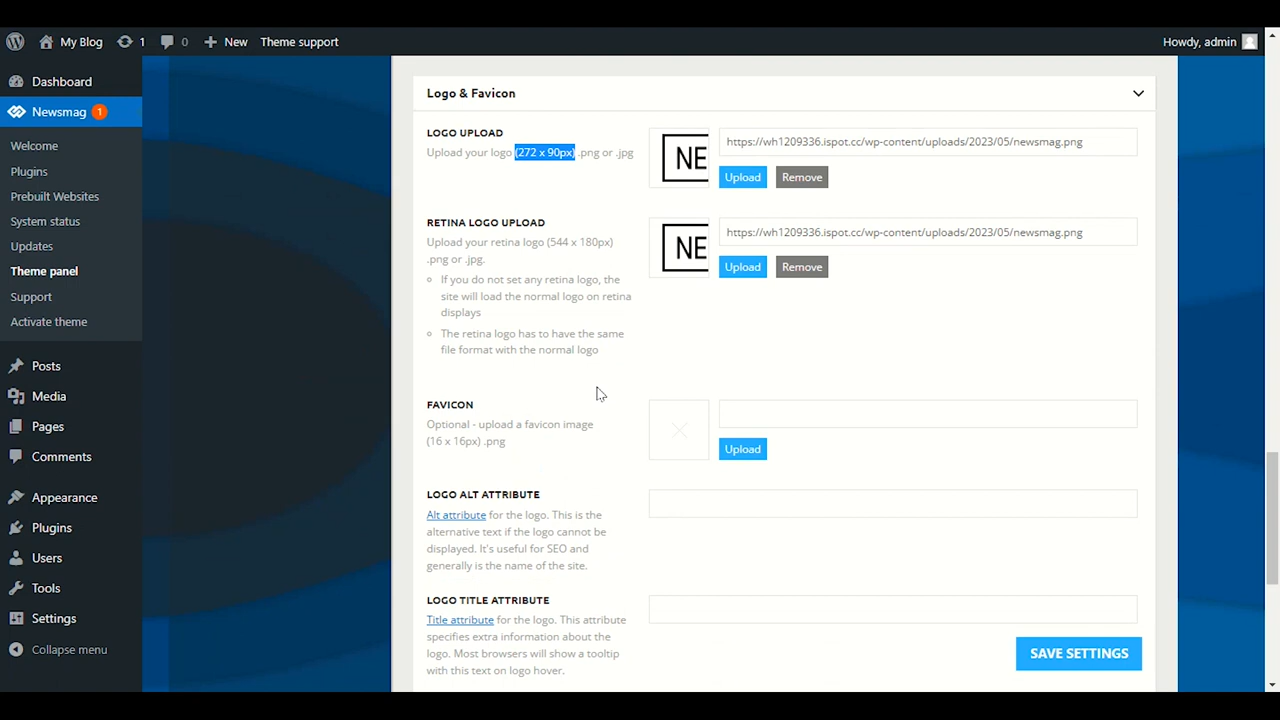 My Blog 1 0 New Theme support Howdy, admin
Dashboard
Newsmag 1
Welcome
Plugins
Prebuilt Websites
System status
Updates
Theme panel
Support
Activate theme
Posts
Media
Pages
Comments
Appearance
Plugins
Users
Tools
Settings
Collapse menu
Logo & Favicon
LOGO UPLOAD
Upload your logo (272 x 90px) .png or .jpg
NE
https://wh1209336.ispot.cc/wp-content/uploads/2023/05/newsmag.png
Upload Remove
RETINA LOGO UPLOAD
Upload your retina logo (544 x 180px)
.png or .jpg.
If you do not set any retina logo, the
site will load the normal logo on retina
displays
The retina logo has to have the same
file format with the normal logo
NE
https://wh1209336.ispot.cc/wp-content/uploads/2023/05/newsmag.png
Upload Remove
FAVICON
Optional - upload a favicon image
(16 x 16px) .png
Upload
LOGO ALT ATTRIBUTE
Alt attribute for the logo. This is the
alternative text if the logo cannot be
displayed. It's useful for SEO and
generally is the name of the site.
LOGO TITLE ATTRIBUTE
Title attribute for the logo. This attribute
specifies extra information about the
logo. Most browsers will show a tooltip
with this text on logo hover.
SAVE SETTINGS